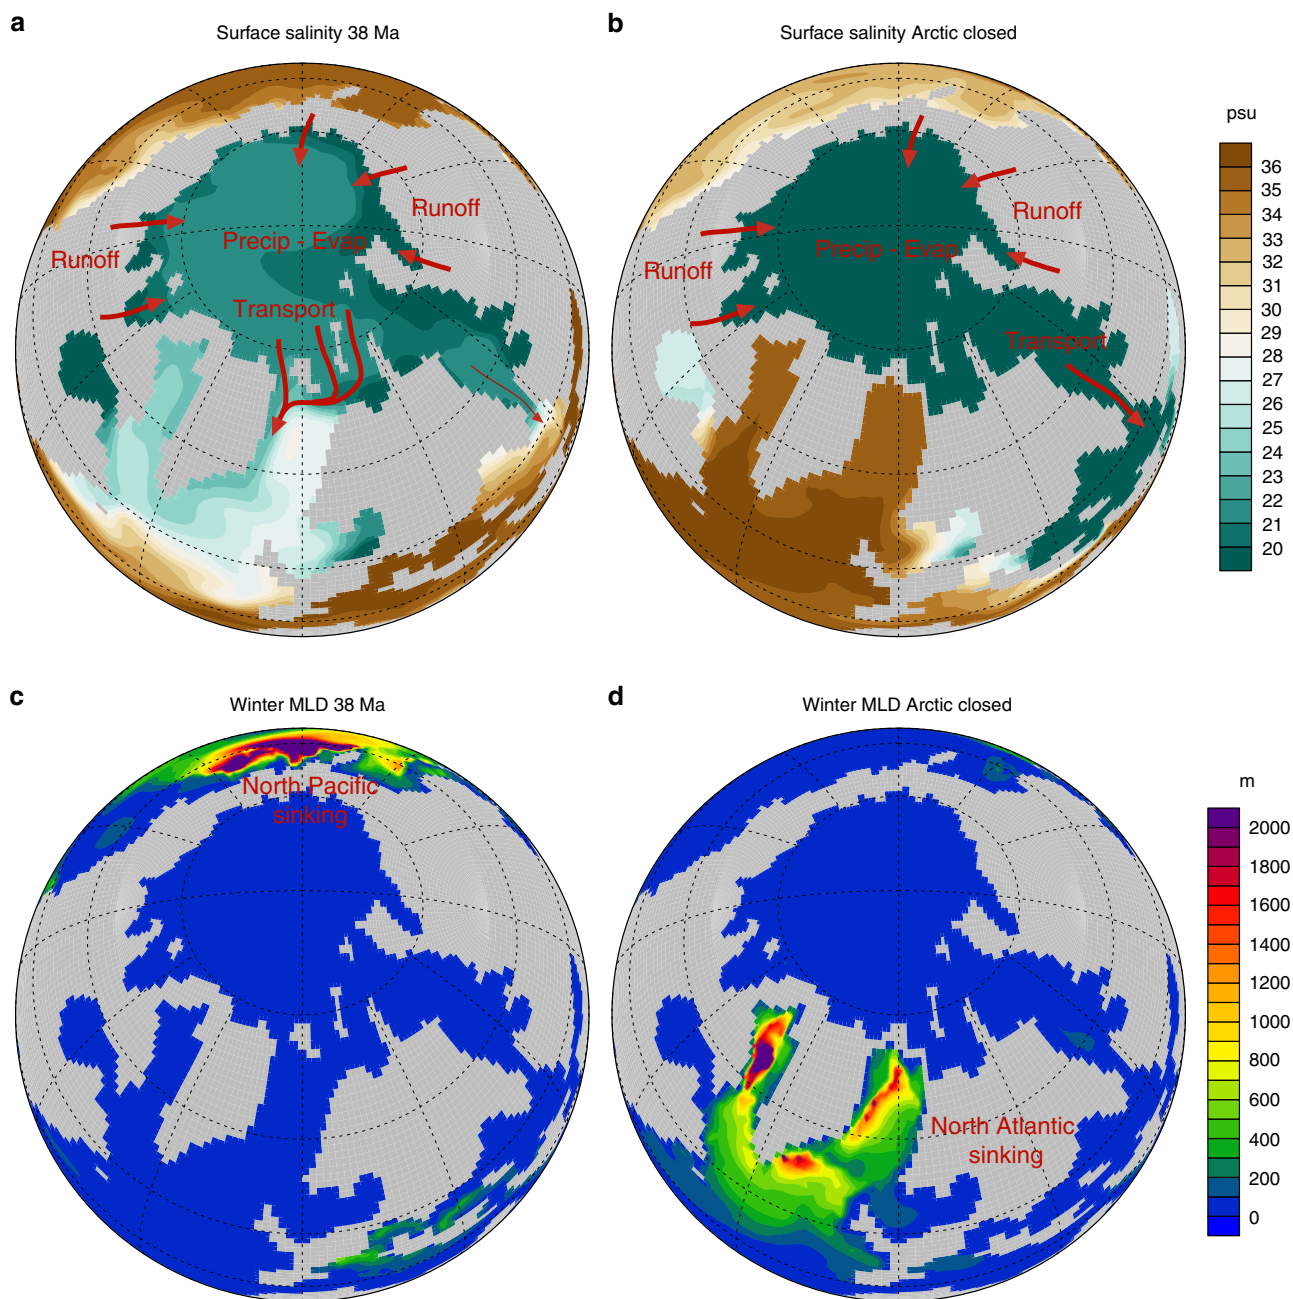 a
Surface salinity 38 Ma
b
Surface salinity Arctic closed
psu
36
35
34
33
32
30
29
28
27
26
25
24
23
22
21
20
Runoff
Runoff
Precip - Evap
Transport
Runoff
Runoff
Precip - Evap
Transport
c
Winter MLD 38 Ma
d
Winter MLD Arctic closed
m
2000
1800
1600
1400
1200
1000
800
600
400
200
0
North Pacific
sinking
North Atlantic
sinking